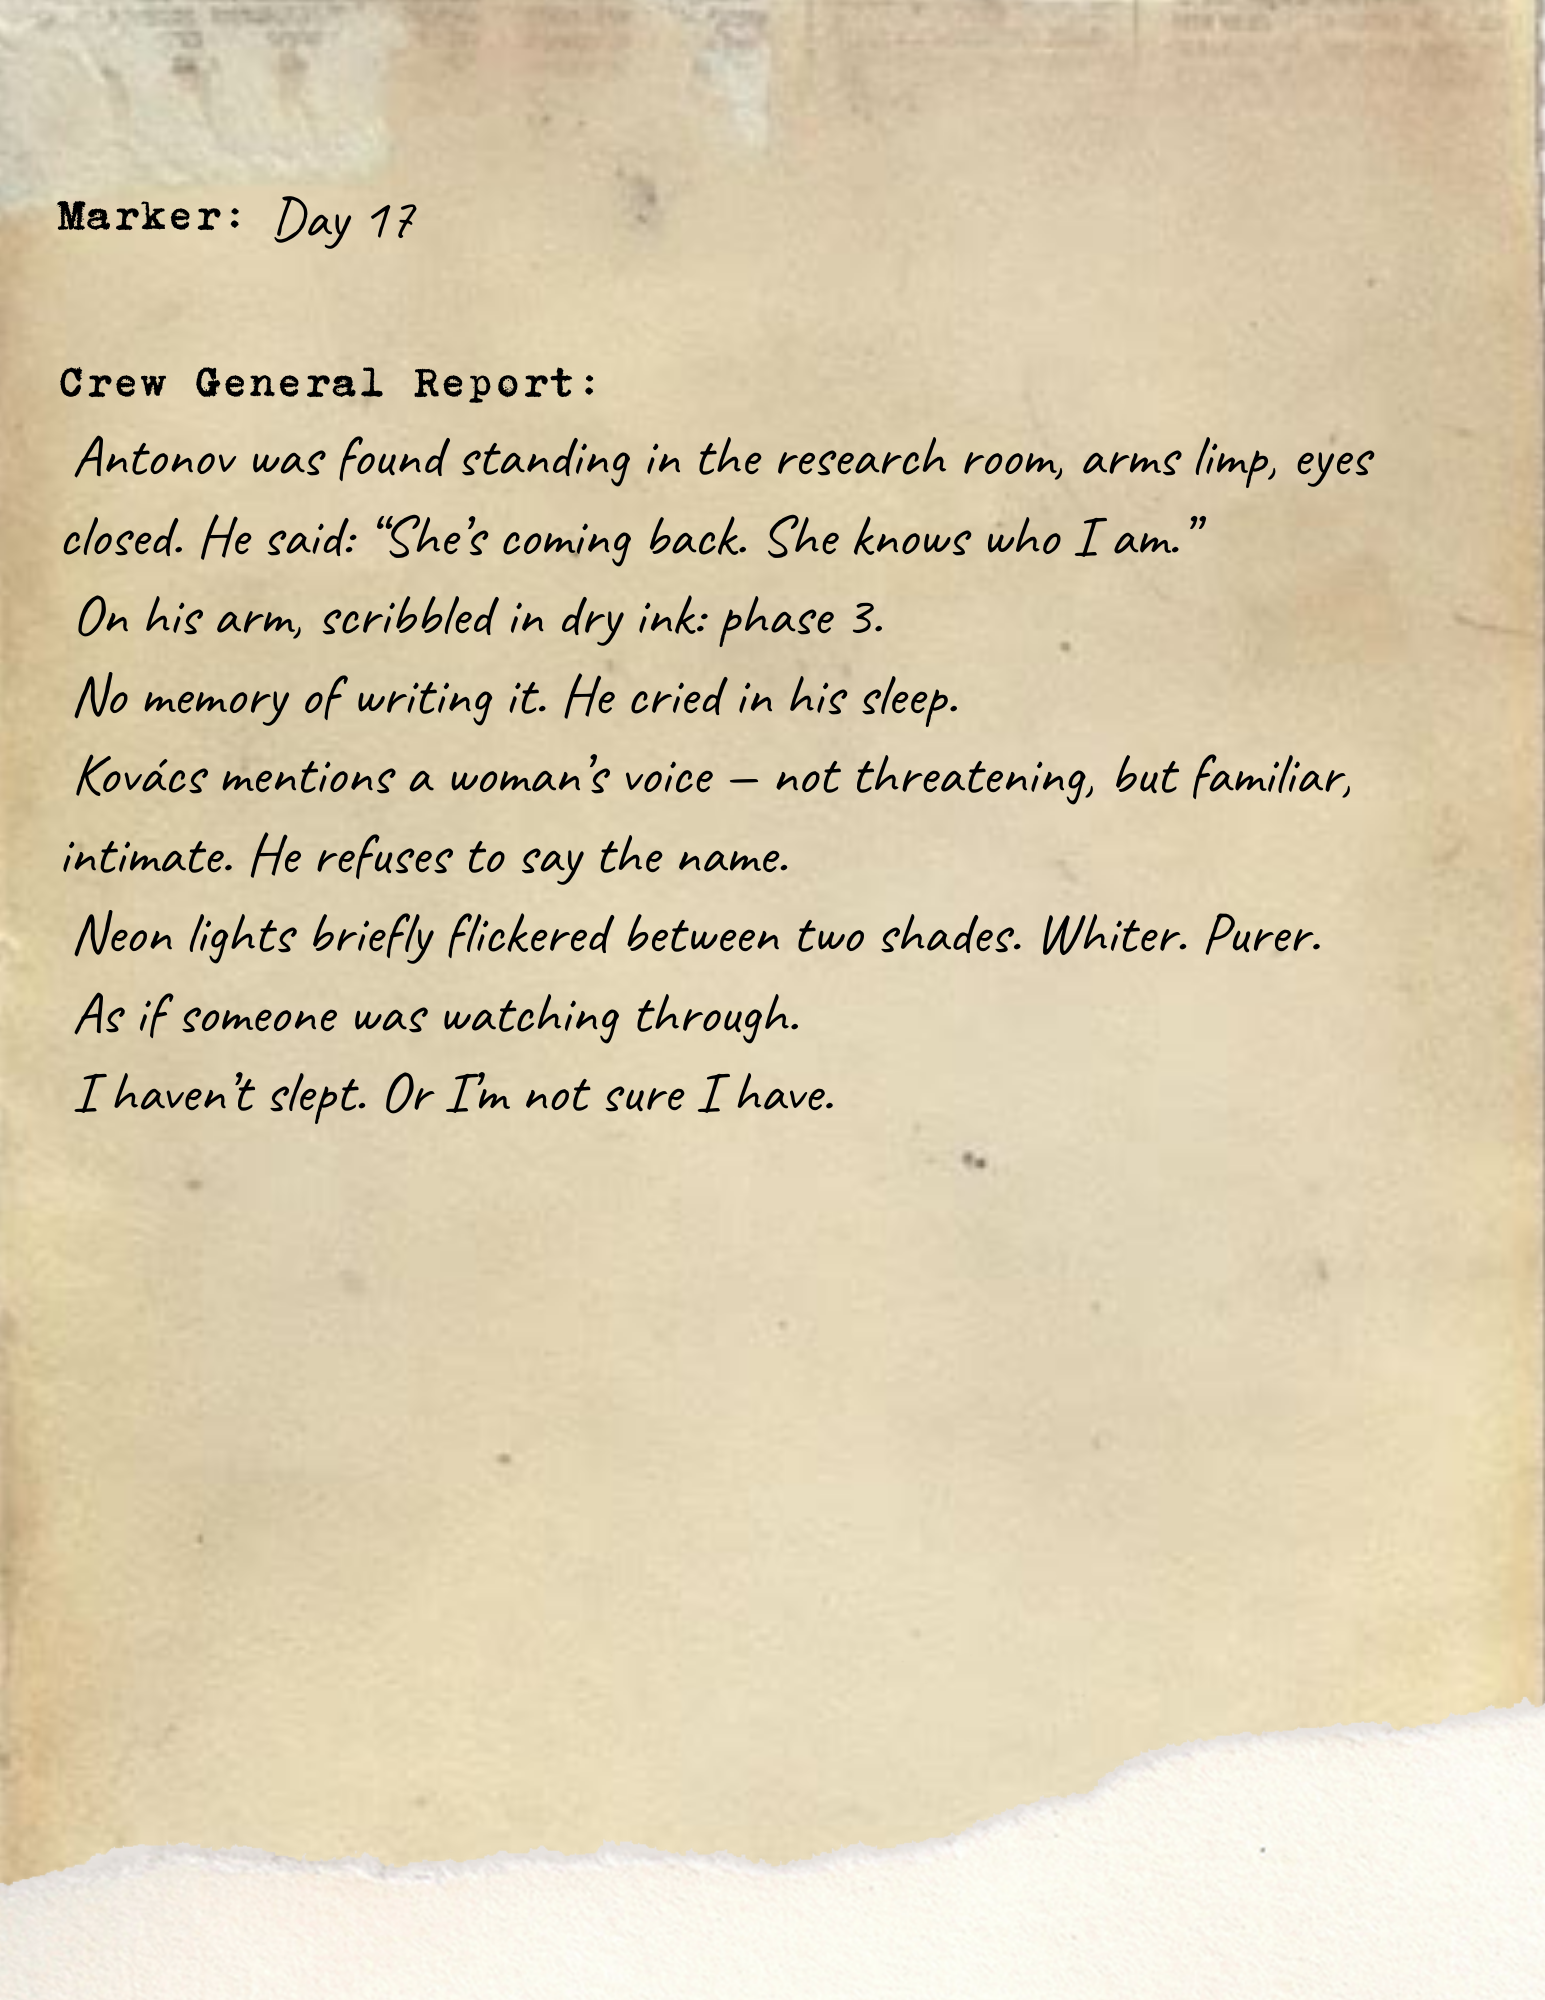 Marker: Day 17
Crew General Report:
Antonov was found standing in the research room, arms limp, eyes
closed. He said: “She’s coming back. She knows who I am.”
On his arm, scribbled in dry ink: phase 3.
No memory of writing it. He cried in his sleep.
Kovács mentions a woman’s voice – not threatening, but familiar,
intimate. He refuses to say the name.
Neon lights briefly flickered between two shades. Whiter. Purer.
As if someone was watching through.
I haven’t slept. Or I’m not sure I have.